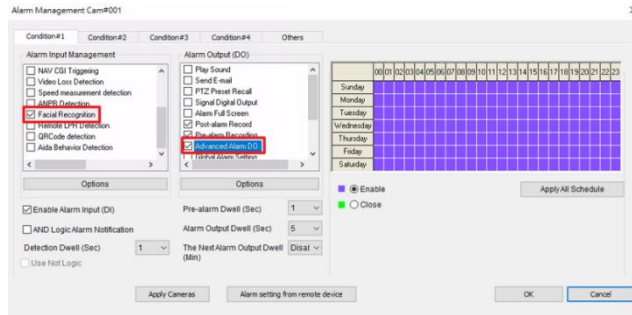 Alarm Management Cam#001
Condition#1 Condition#2 Condition#3 Condition#4 Others
Alarm Input Management
NAV CGI Triggering
Video Loss Detection
Speed measurement detection
ANPR Detection
Facial Recognition
Remote LPR Detection
QRCode detection
Aida Behavior Detection
Options
Enable Alarm Input (DI)
AND Logic Alarm Notification
Detection Dwell (Sec) 1
Use Not Logic
Alarm Output (DO)
Play Sound
Send E-mail
PTZ Preset Recall
Signal Digital Output
Alarm Full Screen
Post-alarm Record
Pre-alarm Recording
Advanced Alarm DO
Global Alarm Setting
Options
Pre-alarm Dwell (Sec) 1
Alarm Output Dwell (Sec) 5
The Next Alarm Output Dwell (Min) Disal
00 01 02 03 04 05 06 07 08 09 10 11 12 13 14 15 16 17 18 19 20 21 22 23
Sunday
Monday
Tuesday
Wednesday
Thursday
Friday
Saturday
Enable
Close
Apply All Schedule
Apply Cameras
Alarm setting from remote device
OK
Cancel